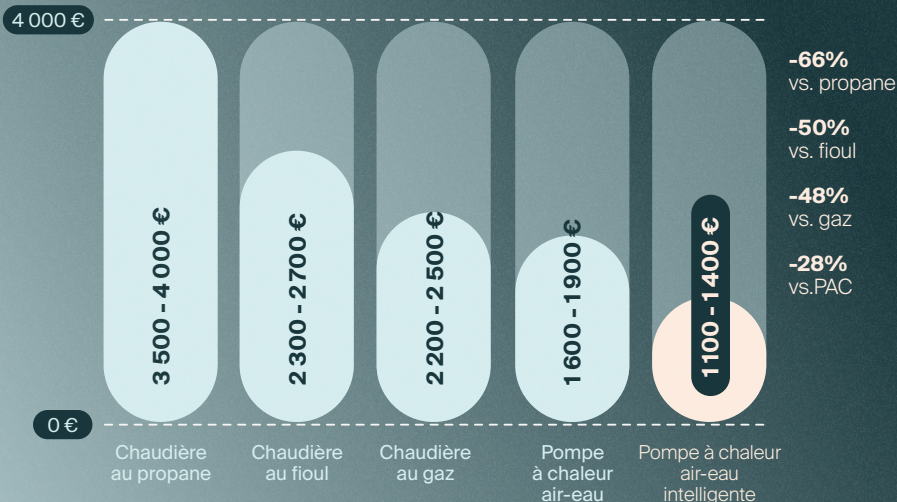 4 000 €
3 500 - 4 000 €
2 300 - 2 700 €
2 200 - 2 500 €
1 600 - 1 900 €
1 100 - 1 400 €
-66%
vs. propane
-50%
vs. fioul
-48%
vs. gaz
-28%
vs.PAC
0 €
Chaudière
au propane
Chaudière
au fioul
Chaudière
au gaz
Pompe
à chaleur
air-eau
Pompe à chaleur
air-eau
intelligente